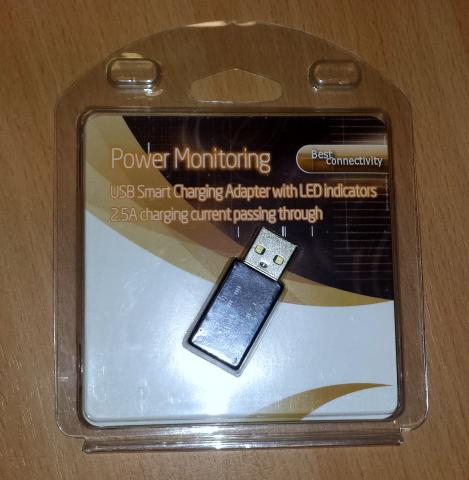 Power Monitoring
Best
connectivity
USB Smart Charging Adapter with LED indicators
2.5A charging current passing through